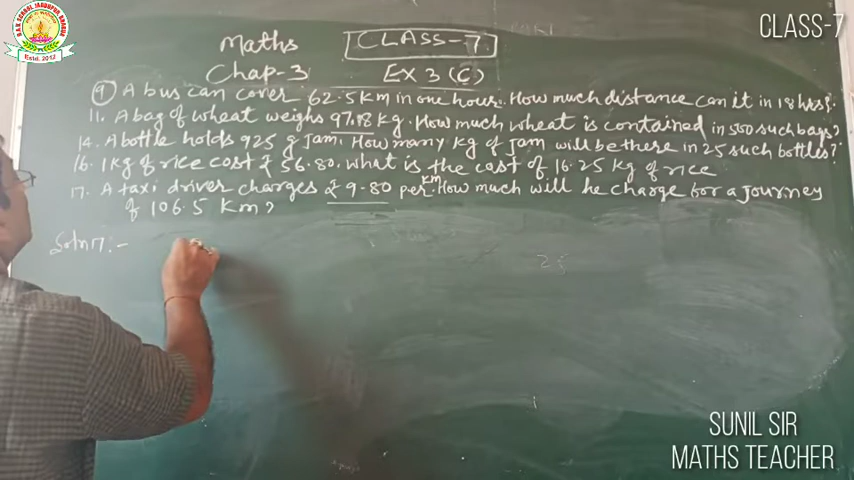 CLASS-7
D.A.V. SCHOOL
Estd. 2012
Maths CLASS-7.
Chap-3 EX 3(C)
9. A bus can cover 62.5 Km in one hour. How much distance can it in 18 hrs?
11. A bag of wheat weighs 97.18 Kg. How much wheat is contained in 500 such bags?
14. A bottle holds 925 g Jam. How many Kg of Jam will be there in 25 such bottles?
16. 1 Kg of rice cost ₹ 56.80. What is the cost of 16.25 Kg of rice
17. A taxi driver charges ₹ 9.80 per km. How much will he charge for a Journey
of 106.5 Km?
Soln 17:-
SUNIL SIR
MATHS TEACHER